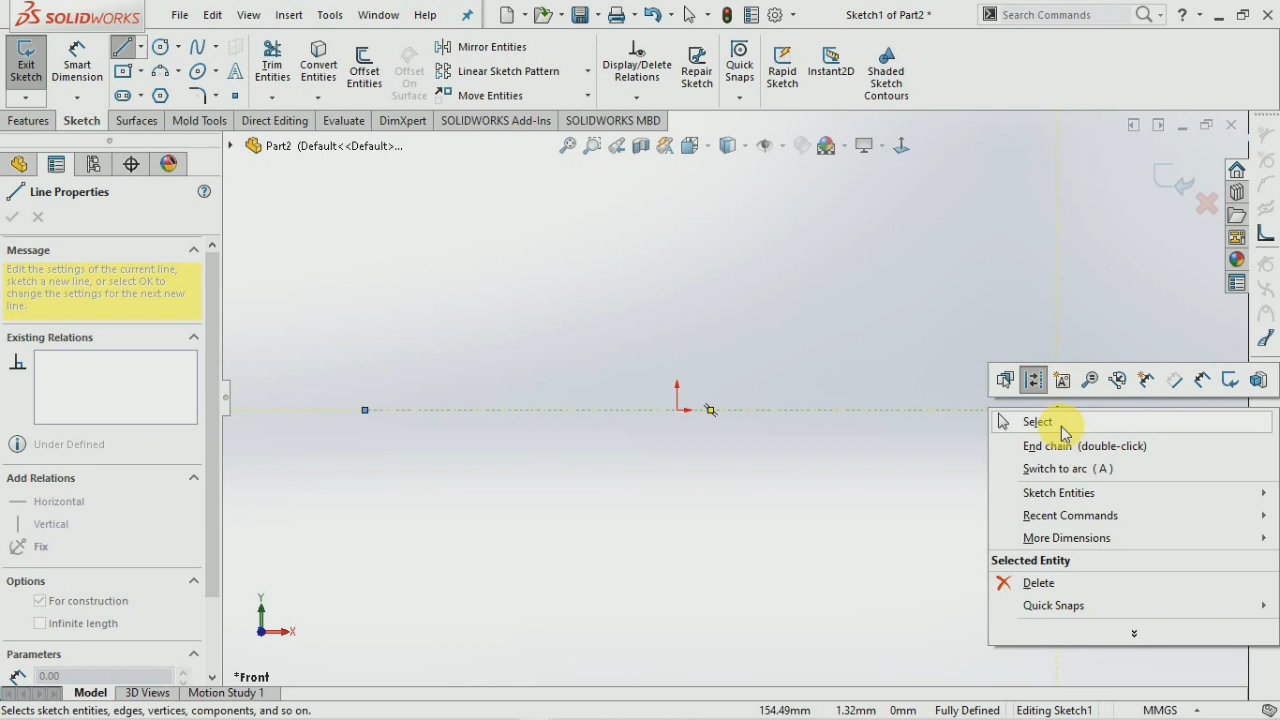 SOLIDWORKS
File Edit View Insert Tools Window Help
Sketch1 of Part2 *
Search Commands
Exit Sketch
Smart Dimension
Trim Entities
Convert Entities
Offset Entities
Offset On Surface
Mirror Entities
Linear Sketch Pattern
Move Entities
Display/Delete Relations
Repair Sketch
Quick Snaps
Rapid Sketch
Instant2D
Shaded Sketch Contours
Features Sketch Surfaces Mold Tools Direct Editing Evaluate DimXpert SOLIDWORKS Add-Ins SOLIDWORKS MBD
Part2 (Default<<Default>...
Line Properties
Message
Edit the settings of the current line,
sketch a new line, or select OK to
change the settings for the next new
line.
Existing Relations
Under Defined
Add Relations
Horizontal
Vertical
Fix
Options
For construction
Infinite length
Parameters
0.00
Y
X
*Front
Select
End chain (double-click)
Switch to arc (A)
Sketch Entities
Recent Commands
More Dimensions
Selected Entity
Delete
Quick Snaps
Model 3D Views Motion Study 1
Selects sketch entities, edges, vertices, components, and so on.
154.49mm 1.32mm 0mm Fully Defined Editing Sketch1 MMGS